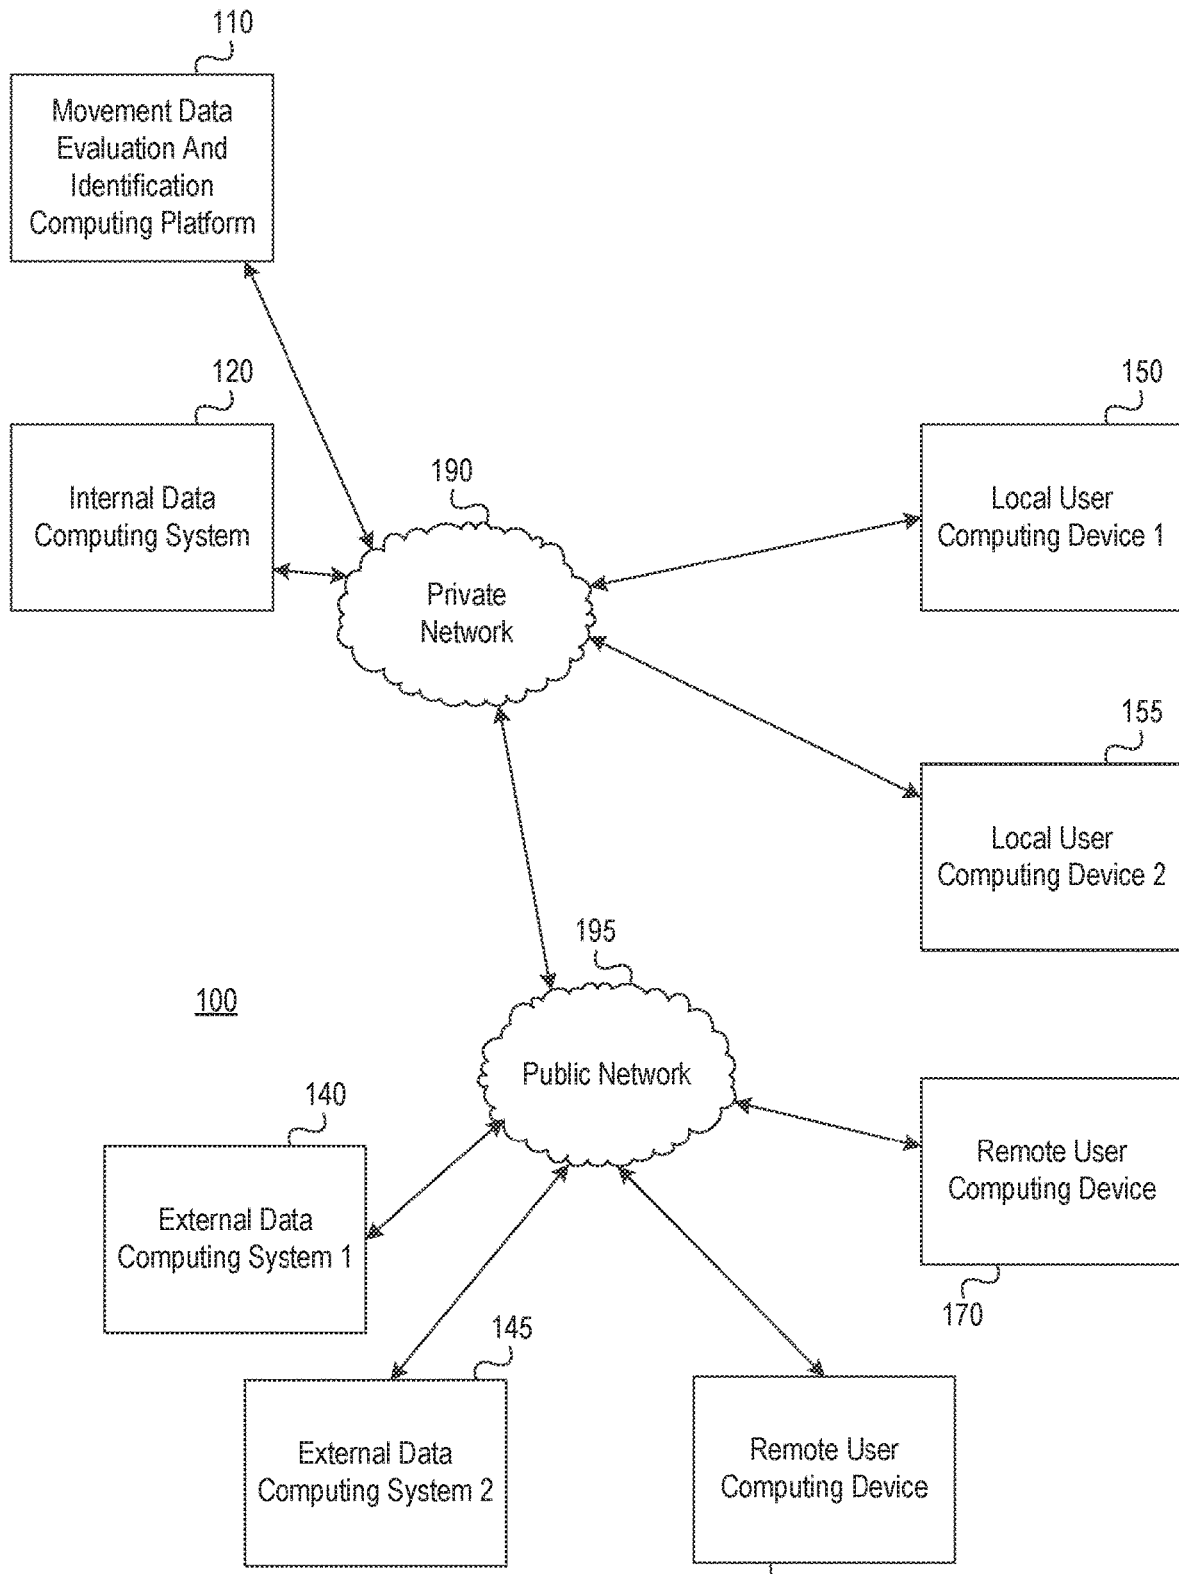 110
Movement Data
Evaluation And
Identification
Computing Platform
120
Internal Data
Computing System
190
Private
Network
150
Local User
Computing Device 1
155
Local User
Computing Device 2
195
Public Network
100
140
External Data
Computing System 1
145
External Data
Computing System 2
Remote User
Computing Device
170
Remote User
Computing Device